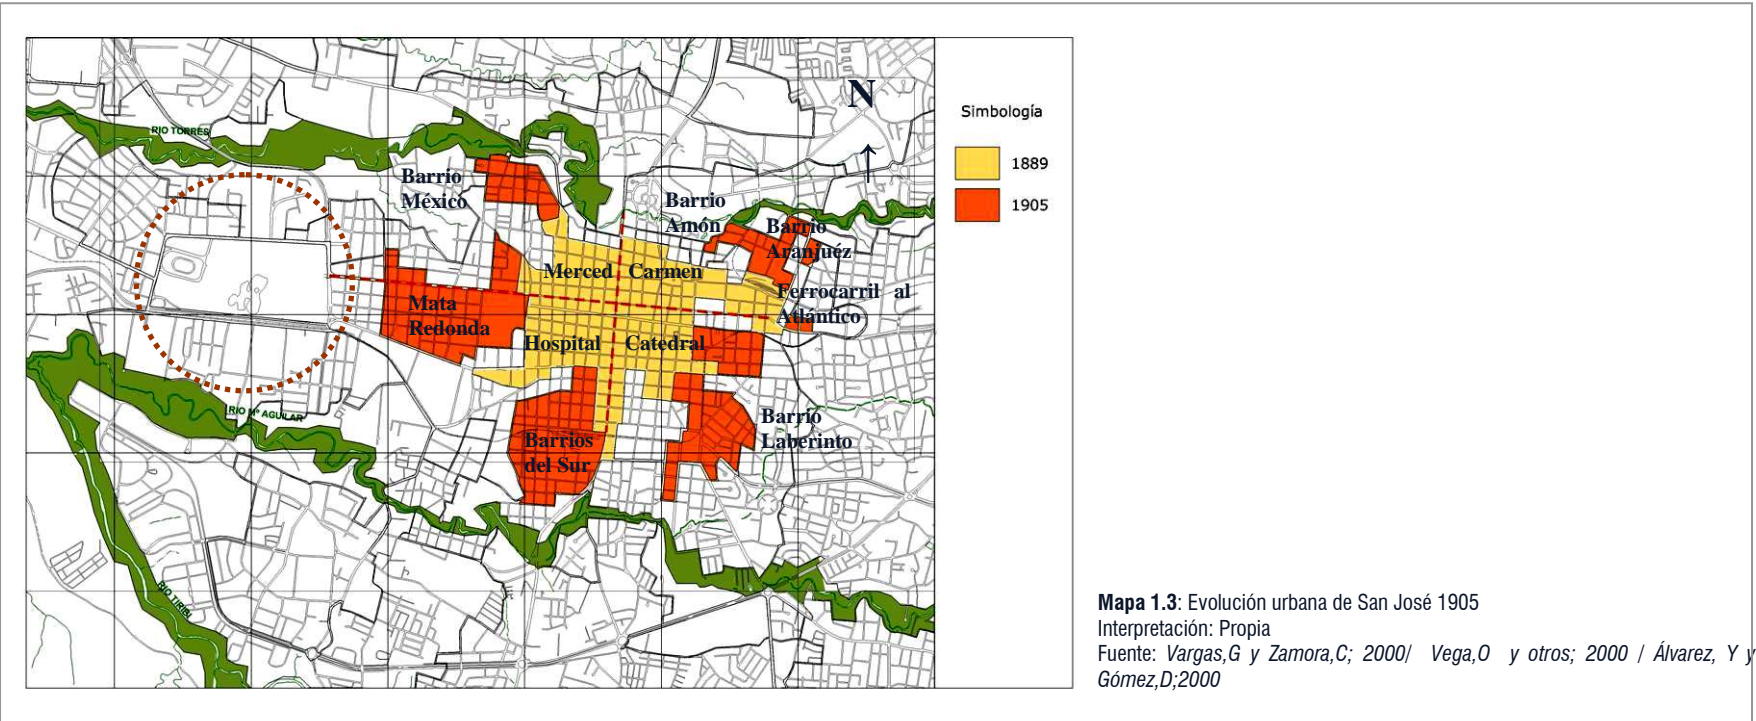 N
Simbología
1889
1905
RIO TORRES
Barrio
México
Barrio
Amón
Barrio
Aranjuéz
Merced
Carmen
Ferrocarril al
Atlántico
Mata
Redonda
Hospital
Catedral
Barrio
Laberinto
Barrios
del Sur
RIO Mª AGUILAR
RIO TIRIBI
Mapa 1.3: Evolución urbana de San José 1905
Interpretación: Propia
Fuente: Vargas,G y Zamora,C; 2000/ Vega,O y otros; 2000 / Álvarez, Y y
Gómez,D;2000